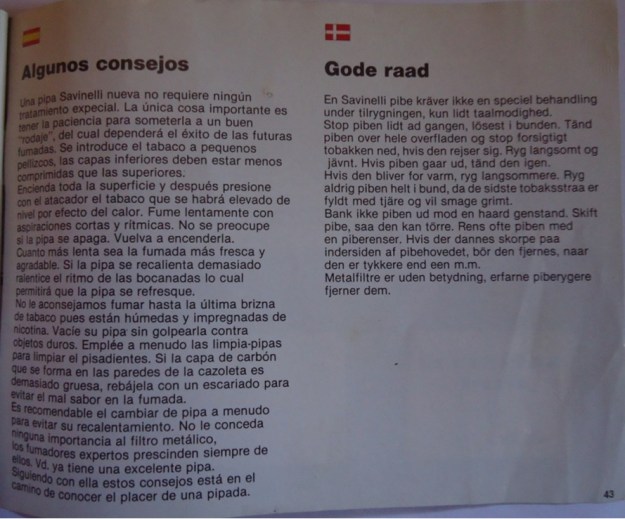 Algunos consejos
Una pipa Savinelli nueva no requiere ningún
tratamiento expecial. La única cosa importante es
tener la paciencia para someterla a un buen
"rodaje", del cual dependerá el éxito de las futuras
fumadas. Se introduce el tabaco a pequenos
pellizcos, las capas inferiores deben estar menos
comprimidas que las superiores.
Encienda toda la superficie y después presione
con el atacador el tabaco que se habrá elevado de
nivel por efecto del calor. Fume lentamente con
aspiraciones cortas y rítmicas. No se preocupe
si la pipa se apaga. Vuelva a encenderla.
Cuanto más lenta sea la fumada más fresca y
agradable. Si la pipa se recalienta demasiado
ralentice el ritmo de las bocanadas lo cual
permitirá que la pipa se refresque.
No le aconsejamos fumar hasta la última brizna
de tabaco pues están húmedas y impregnadas de
nicotina. Vacíe su pipa sin golpearla contra
objetos duros. Emplée a menudo las limpia-pipas
para limpiar el pisadientes. Si la capa de carbón
que se forma en las paredes de la cazoleta es
demasiado gruesa, rebájela con un escariado para
evitar el mal sabor en la fumada.
Es recomendable el cambiar de pipa a menudo
para evitar su recalentamiento. No le conceda
ninguna importancia al filtro metálico,
los fumadores expertos prescinden siempre de
ellos. Vd. ya tiene una excelente pipa.
Siguiendo con ella estos consejos está en el
camino de conocer el placer de una pipada.
Gode raad
En Savinelli pibe kräver ikke en speciel behandling
under tilrygningen, kun lidt taalmodighed.
Stop piben lidt ad gangen, lösest i bunden. Tänd
piben over hele overfladen og stop forsigtigt
tobakken ned, hvis den rejser sig. Ryg langsomt og
jävnt. Hvis piben gaar ud, tänd den igen.
Hvis den bliver for varm, ryg langsommere. Ryg
aldrig piben helt i bund, da de sidste tobaksstraa er
fyldt med tjäre og vil smage grimt.
Bank ikke piben ud mod en haard genstand. Skift
pibe, saa den kan törre. Rens ofte piben med
en piberenser. Hvis der dannes skorpe paa
indersiden af pibehovedet, bör den fjernes, naar
den er tykkere end een m.m.
Metalfiltre er uden betydning, erfarne piberygere
fjerner dem.
43